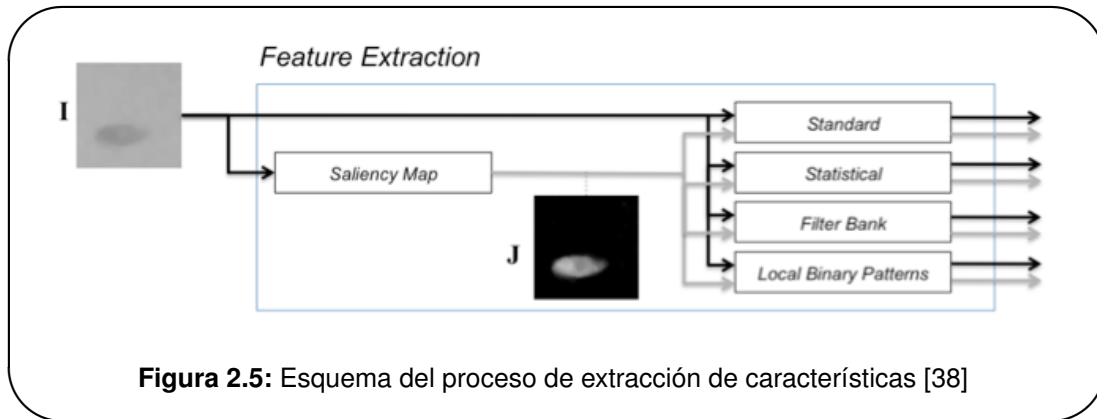 Feature Extraction
I
Standard
Saliency Map
Statistical
Filter Bank
J
Local Binary Patterns
Figura 2.5: Esquema del proceso de extracción de características [38]